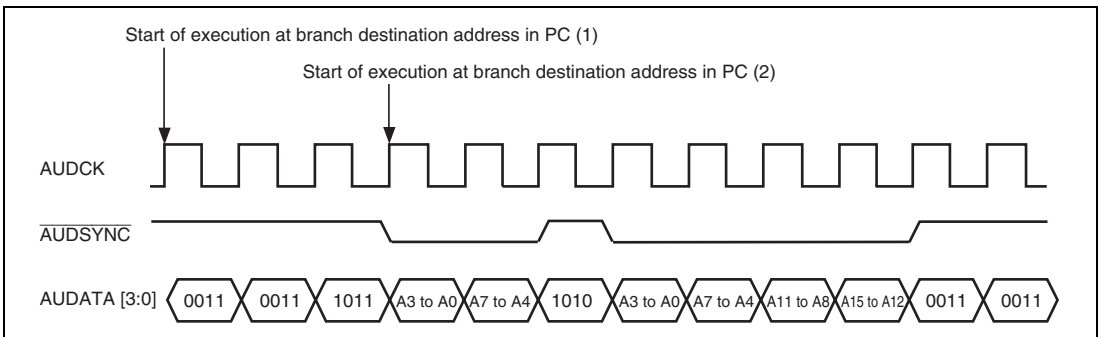 Start of execution at branch destination address in PC (1)
Start of execution at branch destination address in PC (2)
AUDCK
AUDSYNC
AUDATA [3:0] 0011 0011 1011 A3 to A0 A7 to A4 1010 A3 to A0 A7 to A4 A11 to A8 A15 to A12 0011 0011